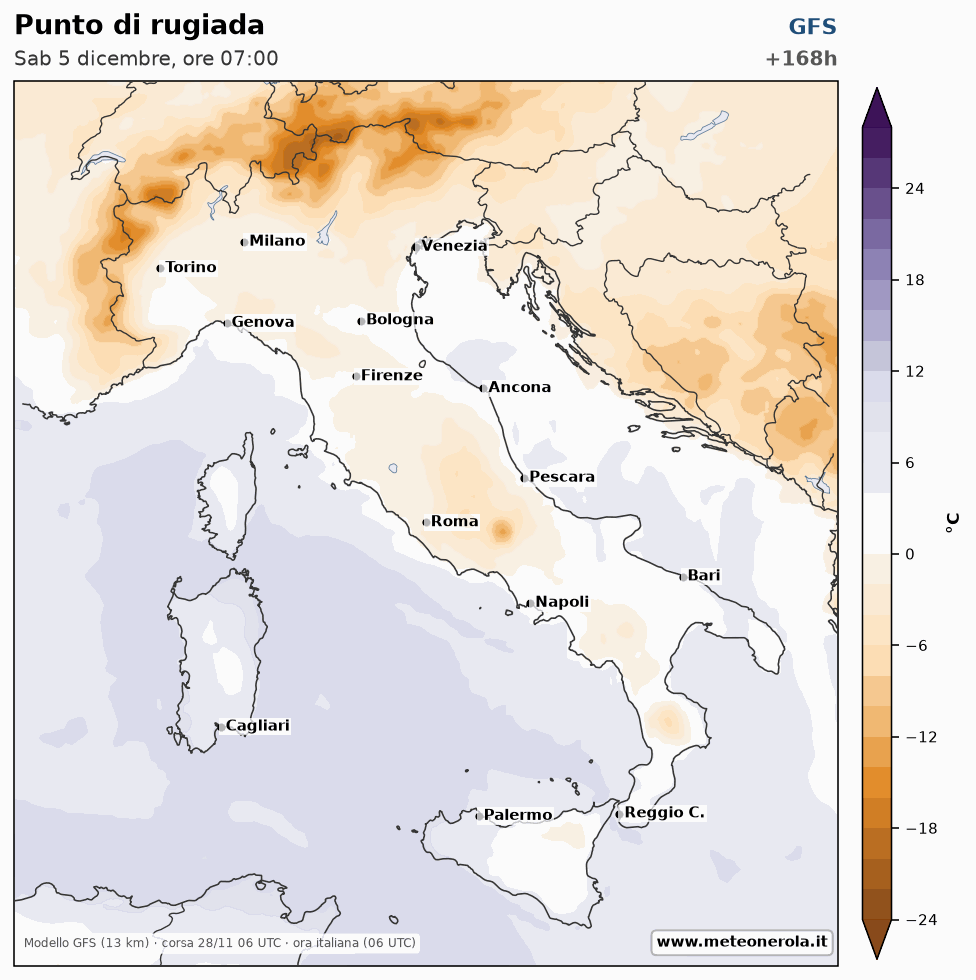 Punto di rugiada
GFS
Sab 5 dicembre, ore 07:00
+168h
Milano
Venezia
Torino
Genova
Bologna
Firenze
Ancona
Pescara
Roma
Bari
Napoli
Cagliari
Palermo
Reggio C.
24
18
12
6
0
−6
−12
−18
−24
°C
Modello GFS (13 km) · corsa 28/11 06 UTC · ora italiana (06 UTC)
www.meteonerola.it